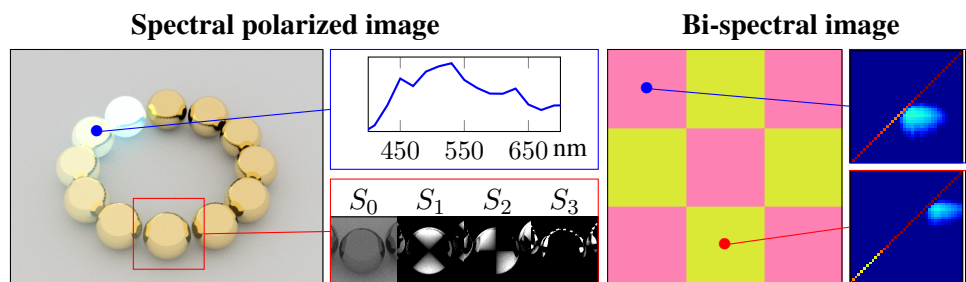 Spectral polarized image
Bi-spectral image
450 550 650 nm
S₀ S₁ S₂ S₃